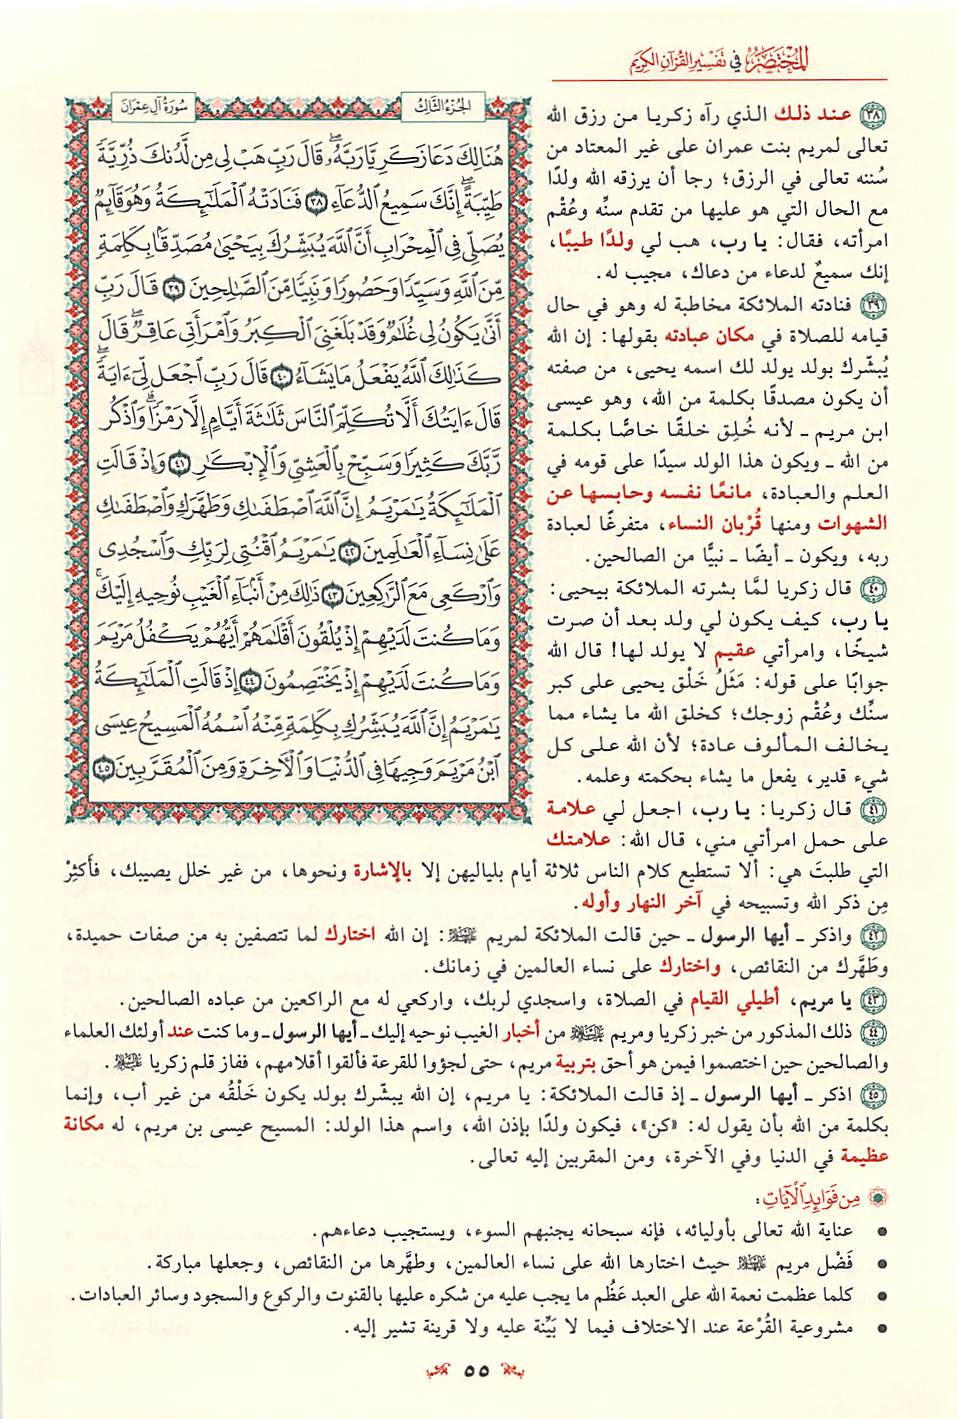 المختصر في تفسير القرآن الكريم
الجزء الثالث
سورة آل عمران
هُنَالِكَ دَعَا زَكَرِيَّا رَبَّهُۥۖ قَالَ رَبِّ هَبْ لِى مِن لَّدُنكَ ذُرِّيَّةً
طَيِّبَةًۖ إِنَّكَ سَمِيعُ ٱلدُّعَآءِ ٣٨ فَنَادَتْهُ ٱلْمَلَٰٓئِكَةُ وَهُوَ قَآئِمٌ
يُصَلِّى فِى ٱلْمِحْرَابِ أَنَّ ٱللَّهَ يُبَشِّرُكَ بِيَحْيَىٰ مُصَدِّقًۢا بِكَلِمَةٍ
مِّنَ ٱللَّهِ وَسَيِّدًا وَحَصُورًا وَنَبِيًّا مِّنَ ٱلصَّٰلِحِينَ ٣٩ قَالَ رَبِّ
أَنَّىٰ يَكُونُ لِى غُلَٰمٌ وَقَدْ بَلَغَنِىَ ٱلْكِبَرُ وَٱمْرَأَتِى عَاقِرٌۖ قَالَ
كَذَٰلِكَ ٱللَّهُ يَفْعَلُ مَا يَشَآءُ ٤٠ قَالَ رَبِّ ٱجْعَل لِّىٓ ءَايَةًۖ
قَالَ ءَايَتُكَ أَلَّا تُكَلِّمَ ٱلنَّاسَ ثَلَٰثَةَ أَيَّامٍ إِلَّا رَمْزًاۗ وَٱذْكُر
رَّبَّكَ كَثِيرًا وَسَبِّحْ بِٱلْعَشِىِّ وَٱلْإِبْكَٰرِ ٤١ وَإِذْ قَالَتِ
ٱلْمَلَٰٓئِكَةُ يَٰمَرْيَمُ إِنَّ ٱللَّهَ ٱصْطَفَىٰكِ وَطَهَّرَكِ وَٱصْطَفَىٰكِ
عَلَىٰ نِسَآءِ ٱلْعَٰلَمِينَ ٤٢ يَٰمَرْيَمُ ٱقْنُتِى لِرَبِّكِ وَٱسْجُدِى
وَٱرْكَعِى مَعَ ٱلرَّٰكِعِينَ ٤٣ ذَٰلِكَ مِنْ أَنۢبَآءِ ٱلْغَيْبِ نُوحِيهِ إِلَيْكَۚ
وَمَا كُنتَ لَدَيْهِمْ إِذْ يُلْقُونَ أَقْلَٰمَهُمْ أَيُّهُمْ يَكْفُلُ مَرْيَمَ
وَمَا كُنتَ لَدَيْهِمْ إِذْ يَخْتَصِمُونَ ٤٤ إِذْ قَالَتِ ٱلْمَلَٰٓئِكَةُ
يَٰمَرْيَمُ إِنَّ ٱللَّهَ يُبَشِّرُكِ بِكَلِمَةٍ مِّنْهُ ٱسْمُهُ ٱلْمَسِيحُ عِيسَى
ٱبْنُ مَرْيَمَ وَجِيهًا فِى ٱلدُّنْيَا وَٱلْءَاخِرَةِ وَمِنَ ٱلْمُقَرَّبِينَ ٤٥
٣٨ عند ذلك الذي رآه زكريا من رزق الله
تعالى لمريم بنت عمران على غير المعتاد من
سُننه تعالى في الرزق؛ رجا أن يرزقه الله ولدًا
مع الحال التي هو عليها من تقدم سنِّه وعُقْم
امرأته، فقال: يا رب، هب لي ولدًا طيبًا،
إنك سميعٌ لدعاء من دعاك، مجيب له.
٣٩ فنادته الملائكة مخاطبة له وهو في حال
قيامه للصلاة في مكان عبادته بقولها: إن الله
يُبشّرك بولد يولد لك اسمه يحيى، من صفته
أن يكون مصدقًا بكلمة من الله، وهو عيسى
ابن مريم ـ لأنه خُلِق خلقًا خاصًّا بكلمة
من الله ـ ويكون هذا الولد سيدًا على قومه في
العلم والعبادة، مانعًا نفسه وحابسها عن
الشهوات ومنها قُرْبان النساء، متفرغًا لعبادة
ربه، ويكون ـ أيضًا ـ نبيًّا من الصالحين.
٤٠ قال زكريا لمَّا بشرته الملائكة بيحيى:
يا رب، كيف يكون لي ولد بعد أن صرت
شيخًا، وامرأتي عقيم لا يولد لها! قال الله
جوابًا على قوله: مَثَلُ خَلْق يحيى على كبر
سنِّك وعُقْم زوجك؛ كخلق الله ما يشاء مما
يخالف المألوف عادة؛ لأن الله على كل
شيء قدير، يفعل ما يشاء بحكمته وعلمه.
٤١ قال زكريا: يا رب، اجعل لي علامة
على حمل امرأتي مني، قال الله: علامتك
التي طلبتَ هي: ألا تستطيع كلام الناس ثلاثة أيام بلياليهن إلا بالإشارة ونحوها، من غير خلل يصيبك، فأَكثِرْ
مِن ذكر الله وتسبيحه في آخر النهار وأوله.
٤٢ واذكر ـ أيها الرسول ـ حين قالت الملائكة لمريم: إن الله اختارك لما تتصفين به من صفات حميدة،
وطَهَّرك من النقائص، واختارك على نساء العالمين في زمانك.
٤٣ يا مريم، أطيلي القيام في الصلاة، واسجدي لربك، واركعي له مع الراكعين من عباده الصالحين.
٤٤ ذلك المذكور من خبر زكريا ومريم من أخبار الغيب نوحيه إليك ـ أيها الرسول ـ وما كنت عند أولئك العلماء
والصالحين حين اختصموا فيمن هو أحق بتربية مريم، حتى لجؤوا للقرعة فألقوا أقلامهم، ففاز قلم زكريا.
٤٥ اذكر ـ أيها الرسول ـ إذ قالت الملائكة: يا مريم، إن الله يبشّرك بولد يكون خَلْقُه من غير أب، وإنما
بكلمة من الله بأن يقول له: «كن»، فيكون ولدًا بإذن الله، واسم هذا الولد: المسيح عيسى بن مريم، له مكانة
عظيمة في الدنيا وفي الآخرة، ومن المقربين إليه تعالى.
من فوائد الآيات:
• عناية الله تعالى بأوليائه، فإنه سبحانه يجنبهم السوء، ويستجيب دعاءهم.
• فَضْل مريم حيث اختارها الله على نساء العالمين، وطهَّرها من النقائص، وجعلها مباركة.
• كلما عظمت نعمة الله على العبد عَظُم ما يجب عليه من شكره عليها بالقنوت والركوع والسجود وسائر العبادات.
• مشروعية القُرْعة عند الاختلاف فيما لا بَيِّنة عليه ولا قرينة تشير إليه.
٥٥